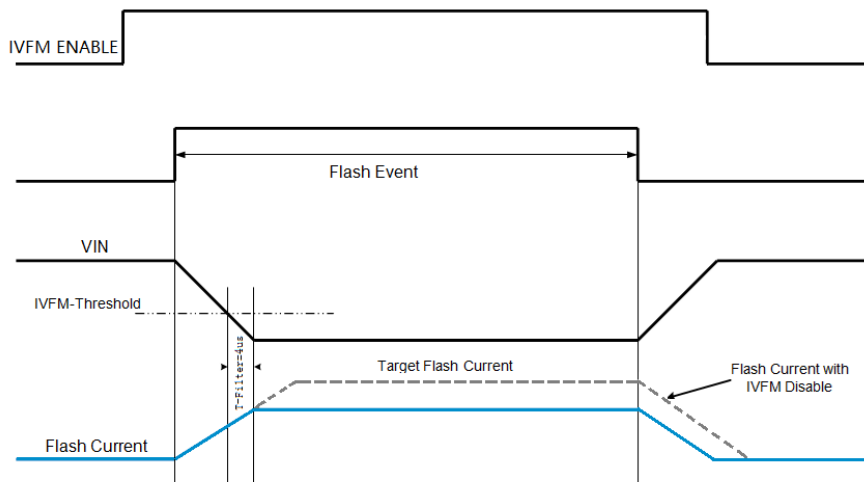 IVFM ENABLE
Flash Event
VIN
IVFM-Threshold
T-Filter=4us
Target Flash Current
Flash Current with
IVFM Disable
Flash Current